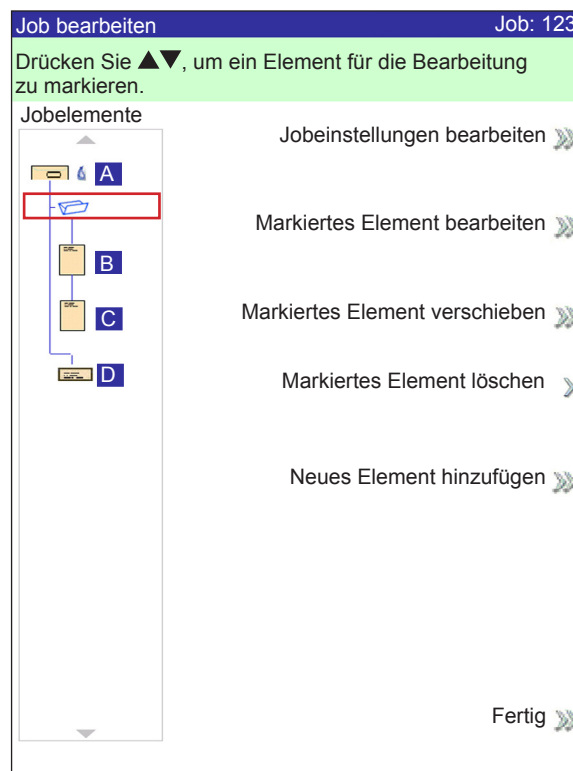 Job bearbeiten Job: 123
Drücken Sie ▲▼, um ein Element für die Bearbeitung
zu markieren.
Jobelemente
Jobeinstellungen bearbeiten
A
Markiertes Element bearbeiten
B
Markiertes Element verschieben
C
Markiertes Element löschen
D
Neues Element hinzufügen
Fertig